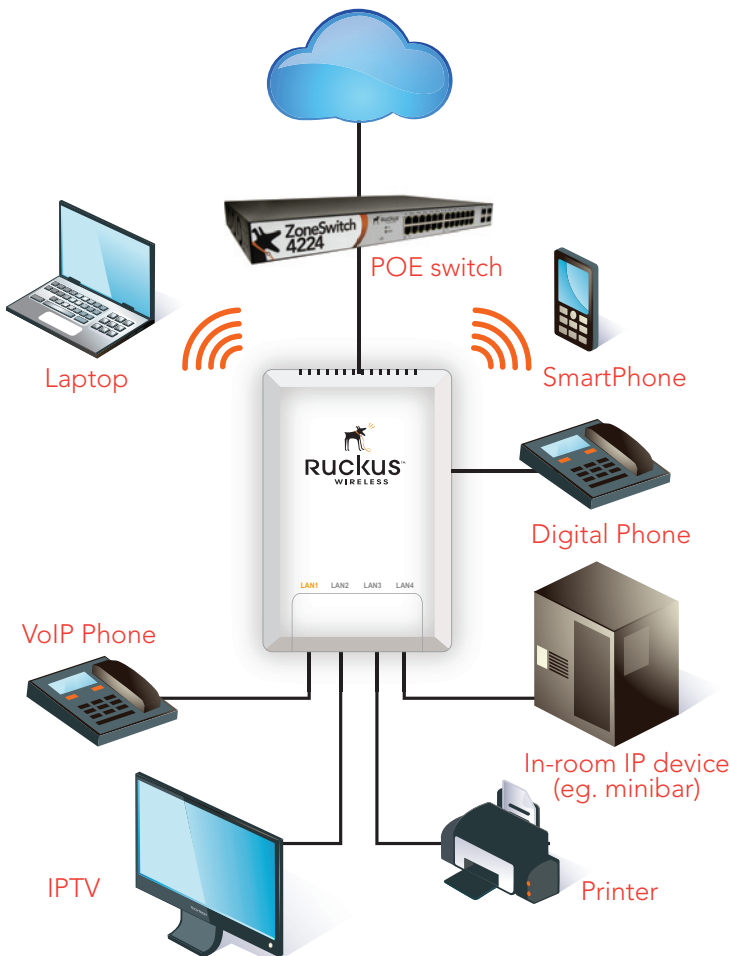 ZoneSwitch
4224
RUCKUS
POE switch
Laptop
SmartPhone
RUCKUS™
WIRELESS
Digital Phone
LAN1 LAN2 LAN3 LAN4
VoIP Phone
In-room IP device
(eg. minibar)
IPTV
Printer